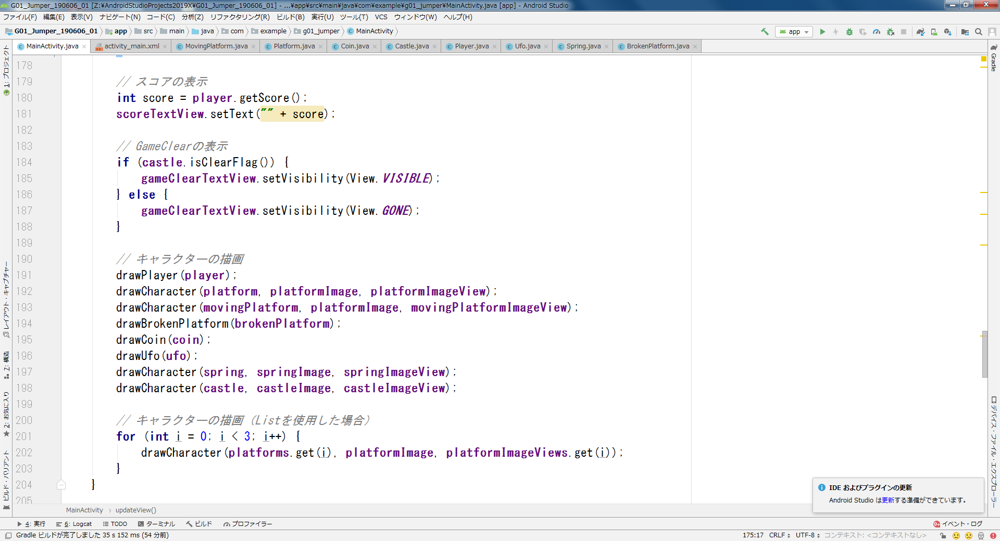 G01_Jumper_190606_01 [Z:¥AndroidStudioProjects2019X¥G01_Jumper_190606_01] - ...¥app¥src¥main¥java¥com¥example¥g01_jumper¥MainActivity.java [app] - Android Studio
ファイル(F) 編集(E) 表示(V) ナビゲート(N) コード(C) 分析(Z) リファクタリング(R) ビルド(B) 実行(U) ツール(T) VCS ウィンドウ(W) ヘルプ(H)
G01_Jumper_190606_01 app src main java com example g01_jumper MainActivity app
MainActivity.java activity_main.xml MovingPlatform.java Platform.java Coin.java Castle.java Player.java Ufo.java Spring.java BrokenPlatform.java
1: プロジェクト
レイアウト・キャプチャー
7: 構造
2: お気に入り
ビルド・バリアント
Gradle
デバイス・ファイル・エクスプローラー
178
179 // スコアの表示
180 int score = player.getScore();
181 scoreTextView.setText("" + score);
182
183 // GameClearの表示
184 if (castle.isClearFlag()) {
185 gameClearTextView.setVisibility(View.VISIBLE);
186 } else {
187 gameClearTextView.setVisibility(View.GONE);
188 }
189
190 // キャラクターの描画
191 drawPlayer(player);
192 drawCharacter(platform, platformImage, platformImageView);
193 drawCharacter(movingPlatform, platformImage, movingPlatformImageView);
194 drawBrokenPlatform(brokenPlatform);
195 drawCoin(coin);
196 drawUfo(ufo);
197 drawCharacter(spring, springImage, springImageView);
198 drawCharacter(castle, castleImage, castleImageView);
199
200 // キャラクターの描画（Listを使用した場合）
201 for (int i = 0; i < 3; i++) {
202 drawCharacter(platforms.get(i), platformImage, platformImageViews.get(i));
203 }
204 }
205
IDE およびプラグインの更新
Android Studio は更新する準備ができています。
MainActivity › updateView()
4: 実行 6: Logcat TODO ターミナル ビルド プロファイラー 9+ イベント・ログ
Gradle ビルドが完了しました 35 s 152 ms (54 分前) 175:17 CRLF UTF-8 コンテキスト: <コンテキストなし>